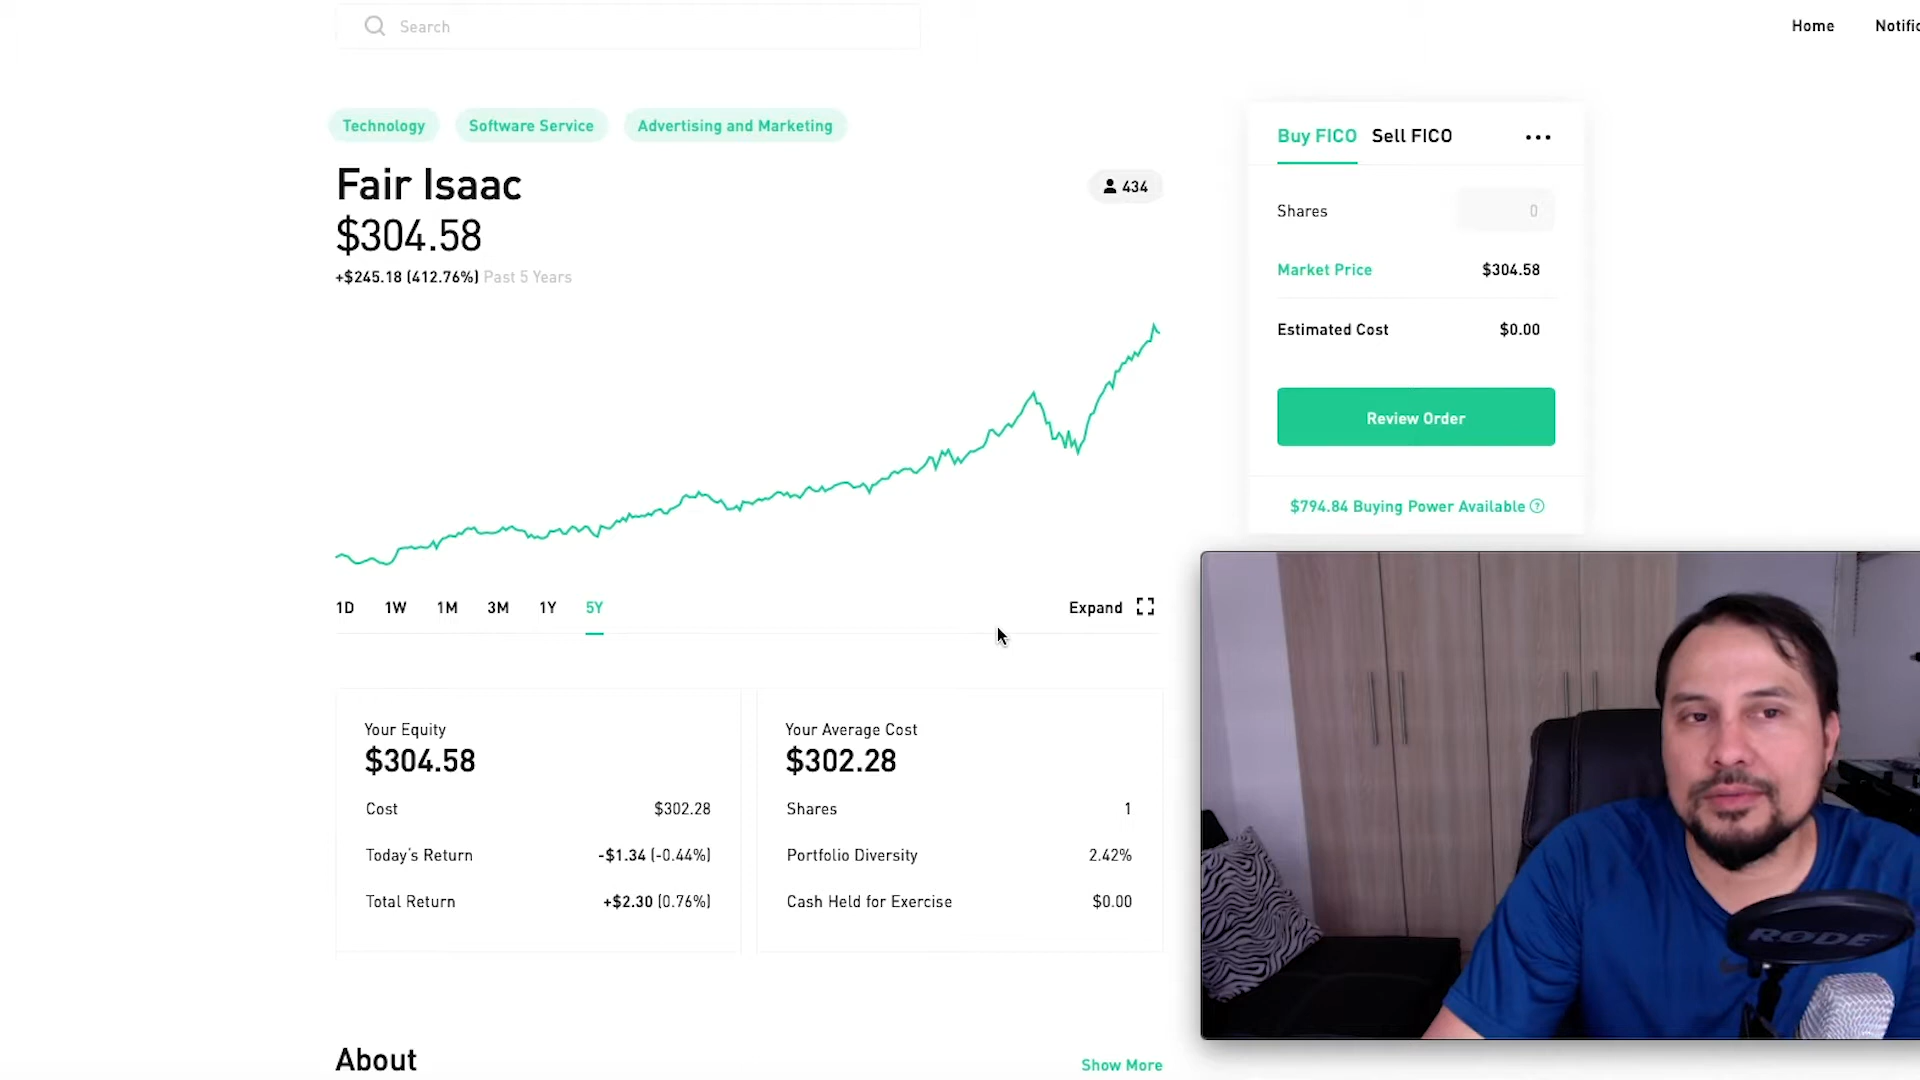 Search
Home Notific
Technology Software Service Advertising and Marketing
Fair Isaac
434
$304.58
+$245.18 (412.76%) Past 5 Years
Buy FICO Sell FICO
Shares 0
Market Price $304.58
Estimated Cost $0.00
Review Order
$794.84 Buying Power Available ?
1D 1W 1M 3M 1Y 5Y
Expand
Your Equity
$304.58
Cost $302.28
Today's Return -$1.34 (-0.44%)
Total Return +$2.30 (0.76%)
Your Average Cost
$302.28
Shares 1
Portfolio Diversity 2.42%
Cash Held for Exercise $0.00
RØDE
About
Show More